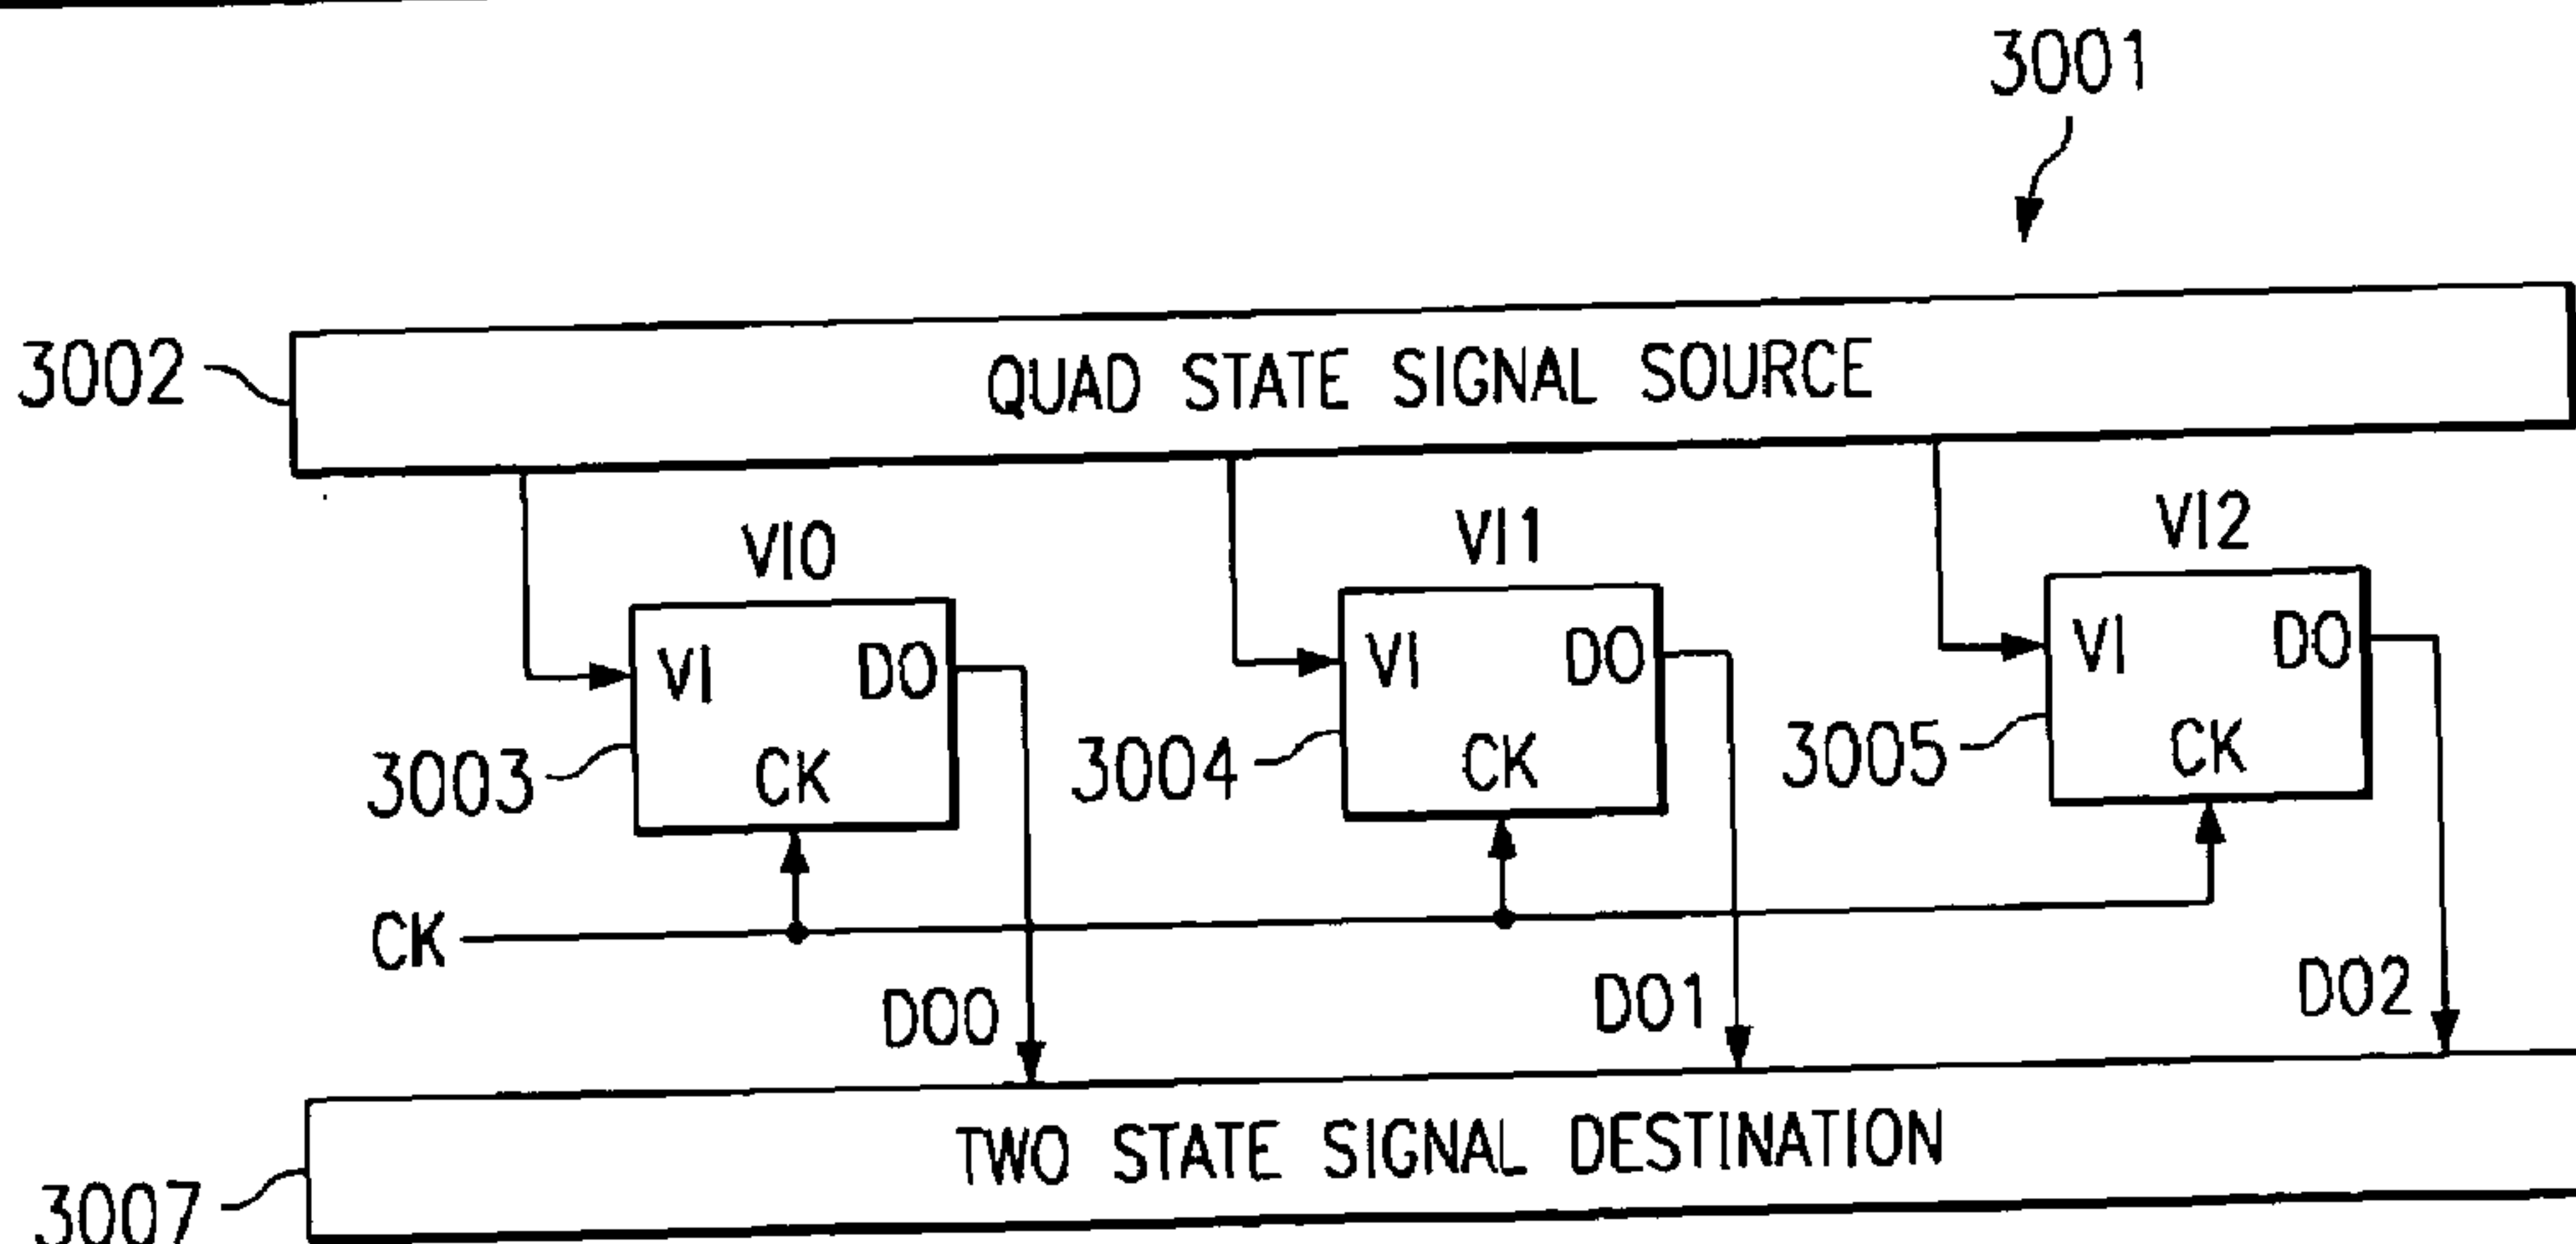 3001
3002
QUAD STATE SIGNAL SOURCE
VI0
VI1
VI2
VI DO
VI DO
VI DO
3003
CK
3004
CK
3005
CK
CK
DO0
DO1
DO2
TWO STATE SIGNAL DESTINATION
3007